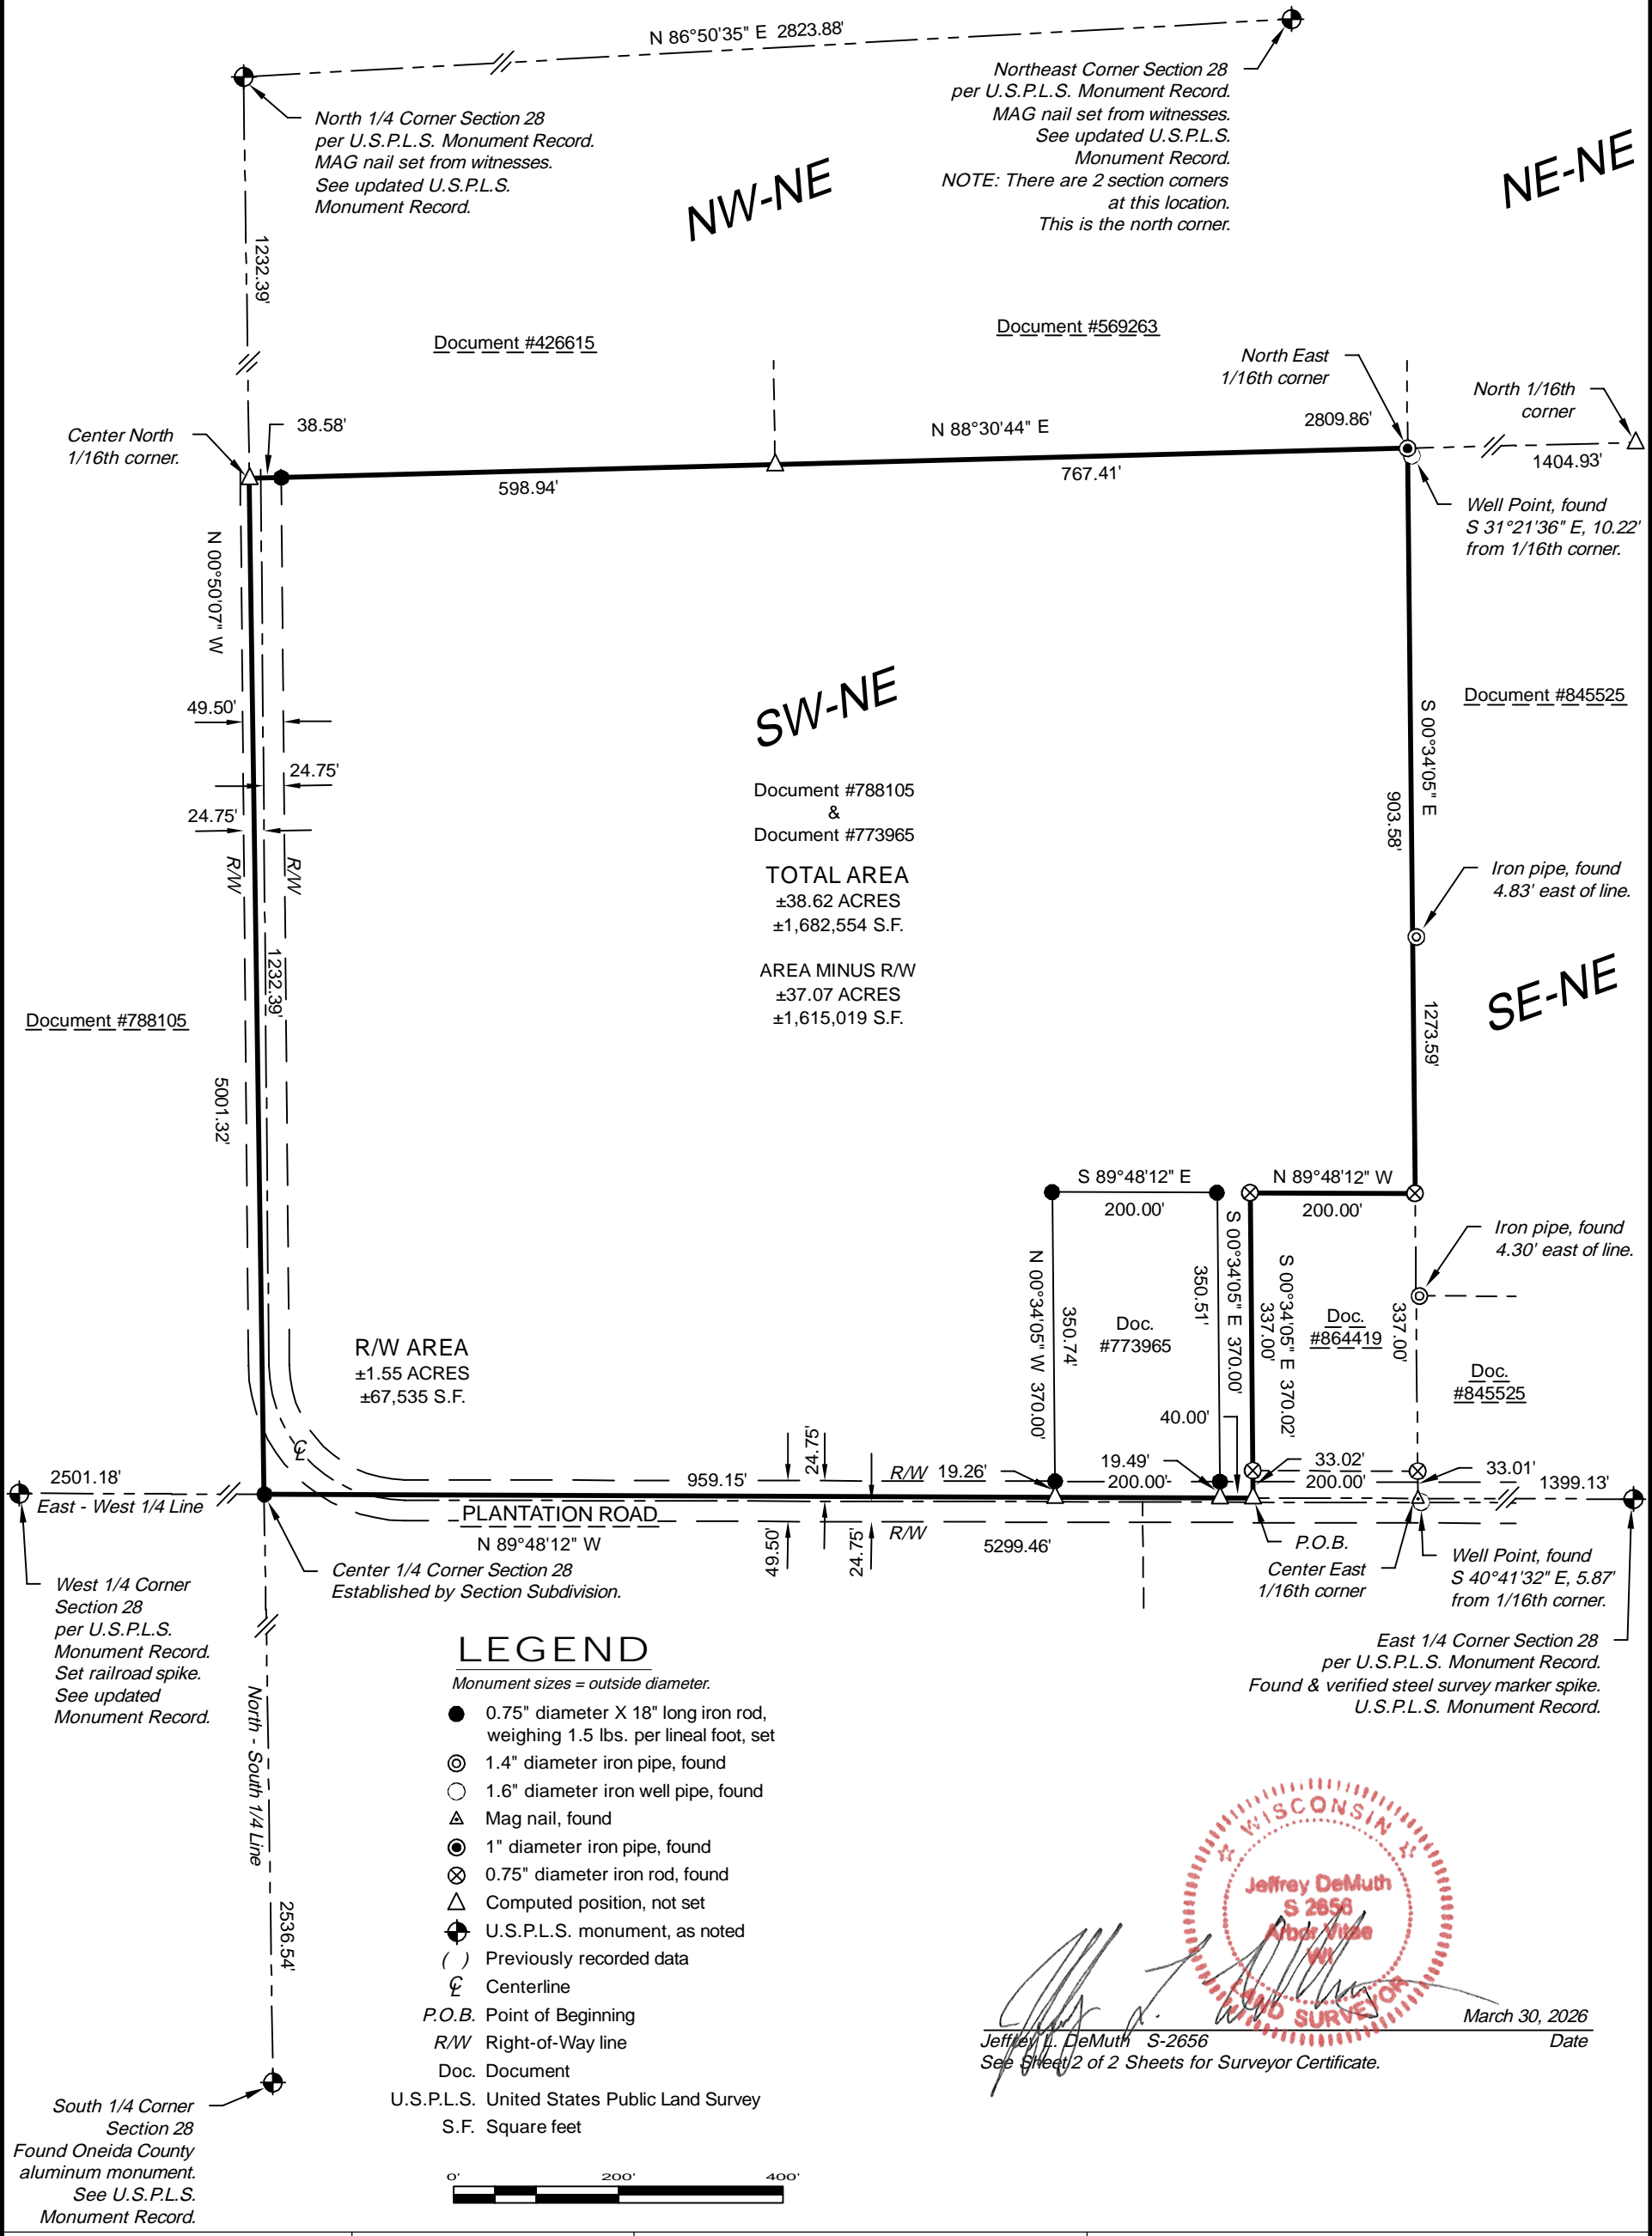 N 86°50'35" E 2823.88'
North 1/4 Corner Section 28
per U.S.P.L.S. Monument Record.
MAG nail set from witnesses.
See updated U.S.P.L.S.
Monument Record.
Northeast Corner Section 28
per U.S.P.L.S. Monument Record.
MAG nail set from witnesses.
See updated U.S.P.L.S.
Monument Record.
NOTE: There are 2 section corners
at this location.
This is the north corner.
NW-NE
NE-NE
1232.39'
Document #426615
Document #569263
North East
1/16th corner
North 1/16th
corner
Center North
1/16th corner.
38.58'
N 88°30'44" E
2809.86'
1404.93'
598.94'
767.41'
Well Point, found
S 31°21'36" E, 10.22'
from 1/16th corner.
N 00°50'07" W
49.50'
24.75'
24.75'
R/W
R/W
SW-NE
Document #788105
&
Document #773965
TOTAL AREA
±38.62 ACRES
±1,682,554 S.F.
AREA MINUS R/W
±37.07 ACRES
±1,615,019 S.F.
S 00°34'05" E
903.58'
Document #845525
Iron pipe, found
4.83' east of line.
1273.59'
SE-NE
1232.39'
Document #788105
5001.32'
S 89°48'12" E
200.00'
N 89°48'12" W
200.00'
Iron pipe, found
4.30' east of line.
N 00°34'05" W 370.00'
350.74'
Doc.
#773965
350.51'
S 00°34'05" E 370.00'
337.00'
S 00°34'05" E 370.02'
Doc.
#864419
337.00'
Doc.
#845525
R/W AREA
±1.55 ACRES
±67,535 S.F.
40.00'
2501.18'
East - West 1/4 Line
959.15'
24.75'
R/W
19.26'
19.49'
200.00'
33.02'
200.00'
33.01'
1399.13'
PLANTATION ROAD
N 89°48'12" W
49.50'
24.75'
R/W
5299.46'
P.O.B.
Center East
1/16th corner
Well Point, found
S 40°41'32" E, 5.87'
from 1/16th corner.
Center 1/4 Corner Section 28
Established by Section Subdivision.
West 1/4 Corner
Section 28
per U.S.P.L.S.
Monument Record.
Set railroad spike.
See updated
Monument Record.
East 1/4 Corner Section 28
per U.S.P.L.S. Monument Record.
Found & verified steel survey marker spike.
U.S.P.L.S. Monument Record.
North - South 1/4 Line
2536.54'
LEGEND
Monument sizes = outside diameter.
0.75" diameter X 18" long iron rod,
weighing 1.5 lbs. per lineal foot, set
1.4" diameter iron pipe, found
1.6" diameter iron well pipe, found
Mag nail, found
1" diameter iron pipe, found
0.75" diameter iron rod, found
Computed position, not set
U.S.P.L.S. monument, as noted
( ) Previously recorded data
℄ Centerline
P.O.B. Point of Beginning
R/W Right-of-Way line
Doc. Document
U.S.P.L.S. United States Public Land Survey
S.F. Square feet
0' 200' 400'
South 1/4 Corner
Section 28
Found Oneida County
aluminum monument.
See U.S.P.L.S.
Monument Record.
WISCONSIN
Jeffrey DeMuth
S 2656
Arbor Vitae
WI
LAND SURVEYOR
March 30, 2026
Jeffrey L. DeMuth S-2656 Date
See Sheet 2 of 2 Sheets for Surveyor Certificate.